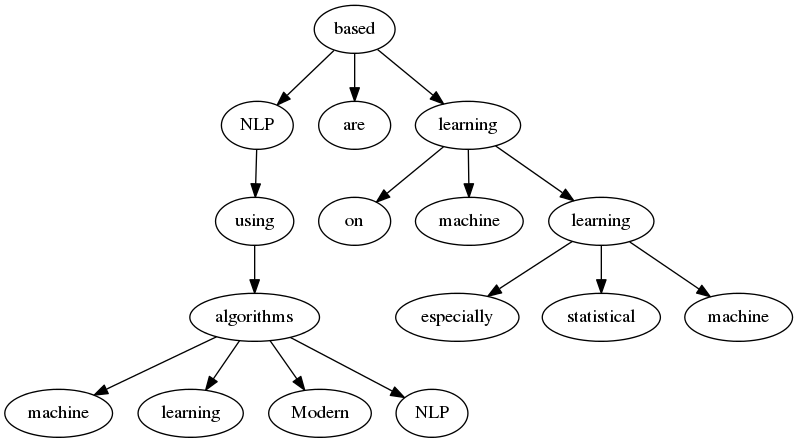 based
NLP are learning
using on machine learning
algorithms especially statistical machine
machine learning Modern NLP